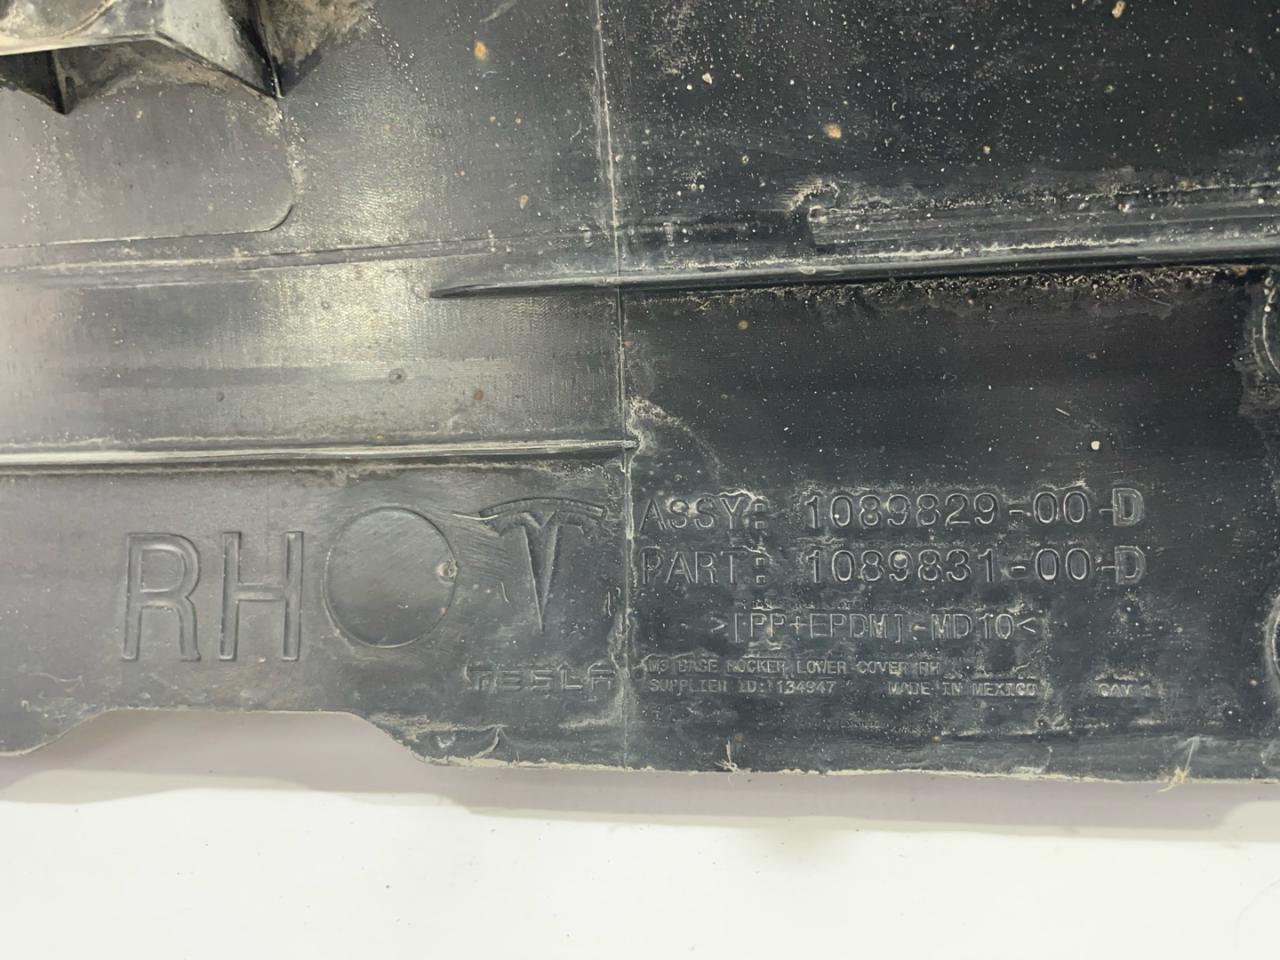 RH
TESLA
ASSY: 1089829-00-D
PART: 1089831-00-D
>[PP+EPDM]-MD10<
M3 BASE ROCKER LOWER COVER RH
SUPPLIER ID: 134947 MADE IN MEXICO CAV 1